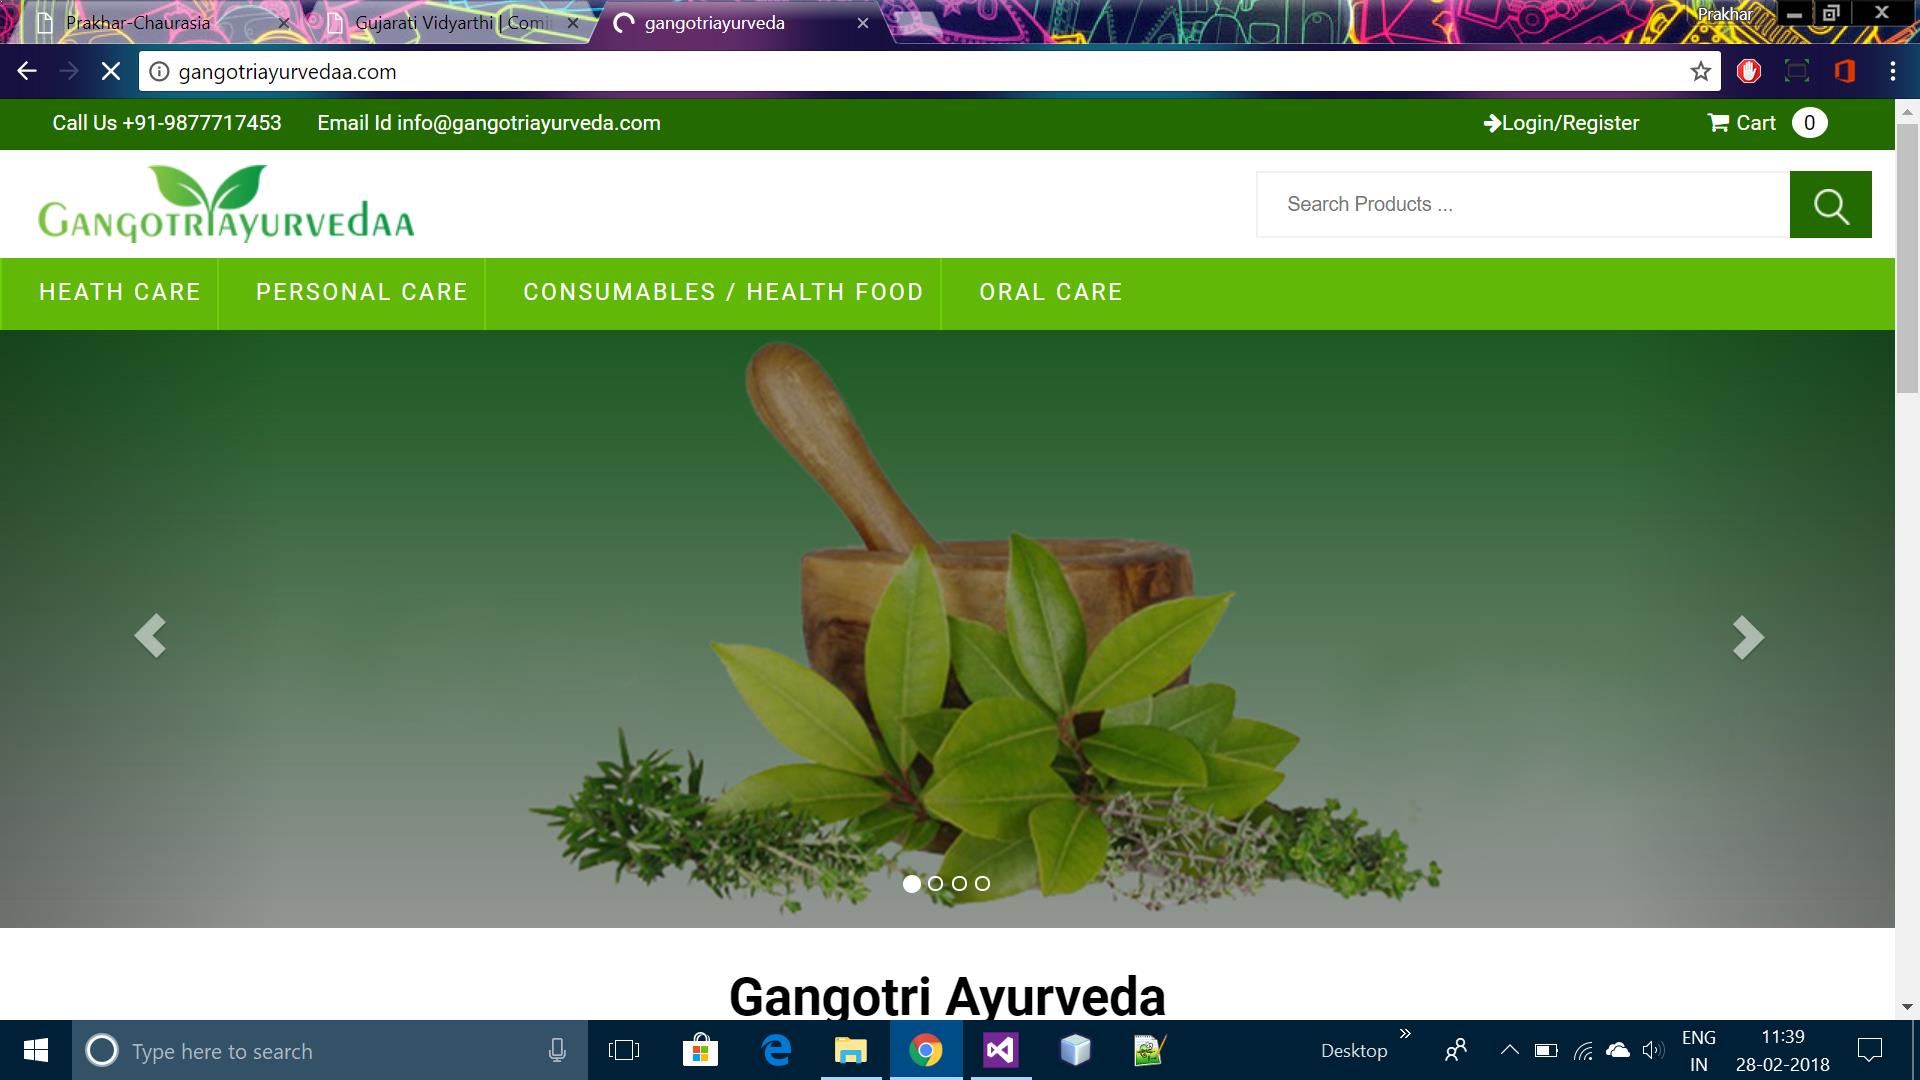 Prakhar-Chaurasia
Gujarati Vidyarthi | Comin
gangotriayurveda
Prakhar
gangotriayurvedaa.com
Call Us +91-9877717453 Email Id info@gangotriayurveda.com
Login/Register
Cart 0
GANGOTRIAYURVEDAA
Search Products ...
HEATH CARE
PERSONAL CARE
CONSUMABLES / HEALTH FOOD
ORAL CARE
Gangotri Ayurveda
Type here to search
Desktop
ENG
IN
11:39
28-02-2018